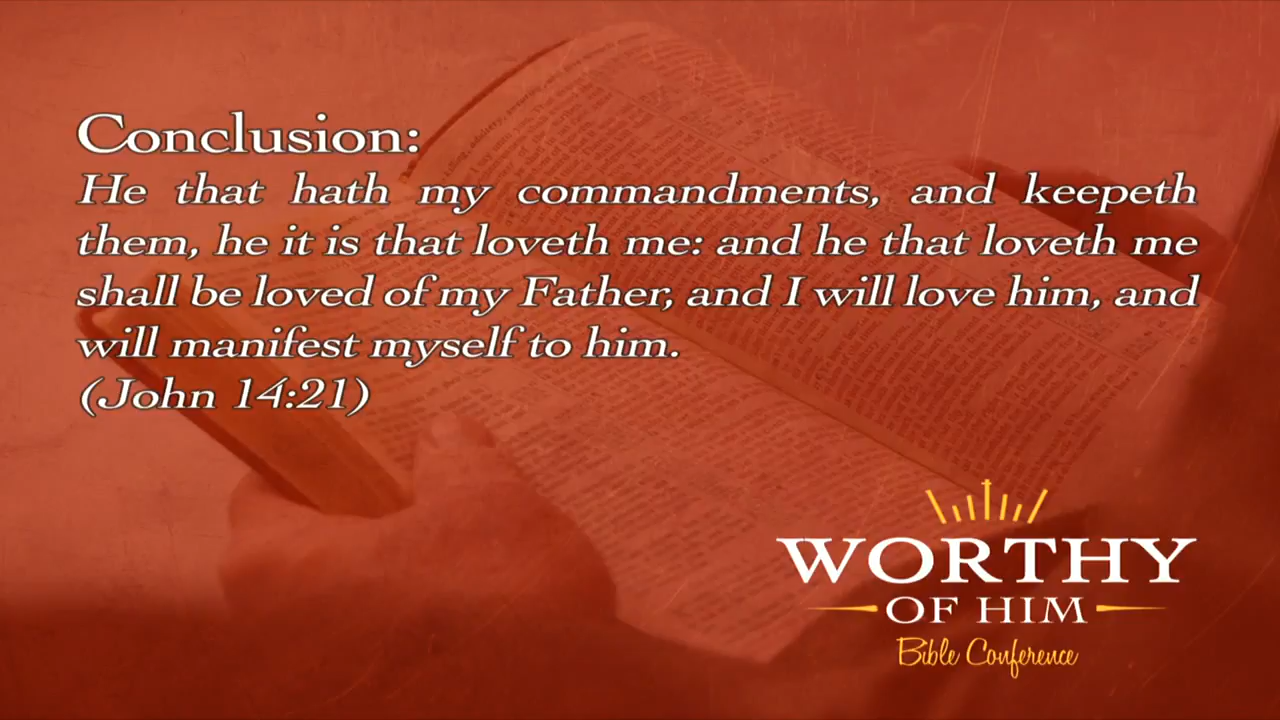 Conclusion:
He that hath my commandments, and keepeth
them, he it is that loveth me: and he that loveth me
shall be loved of my Father, and I will love him, and
will manifest myself to him.
(John 14:21)
WORTHY
OF HIM
Bible Conference